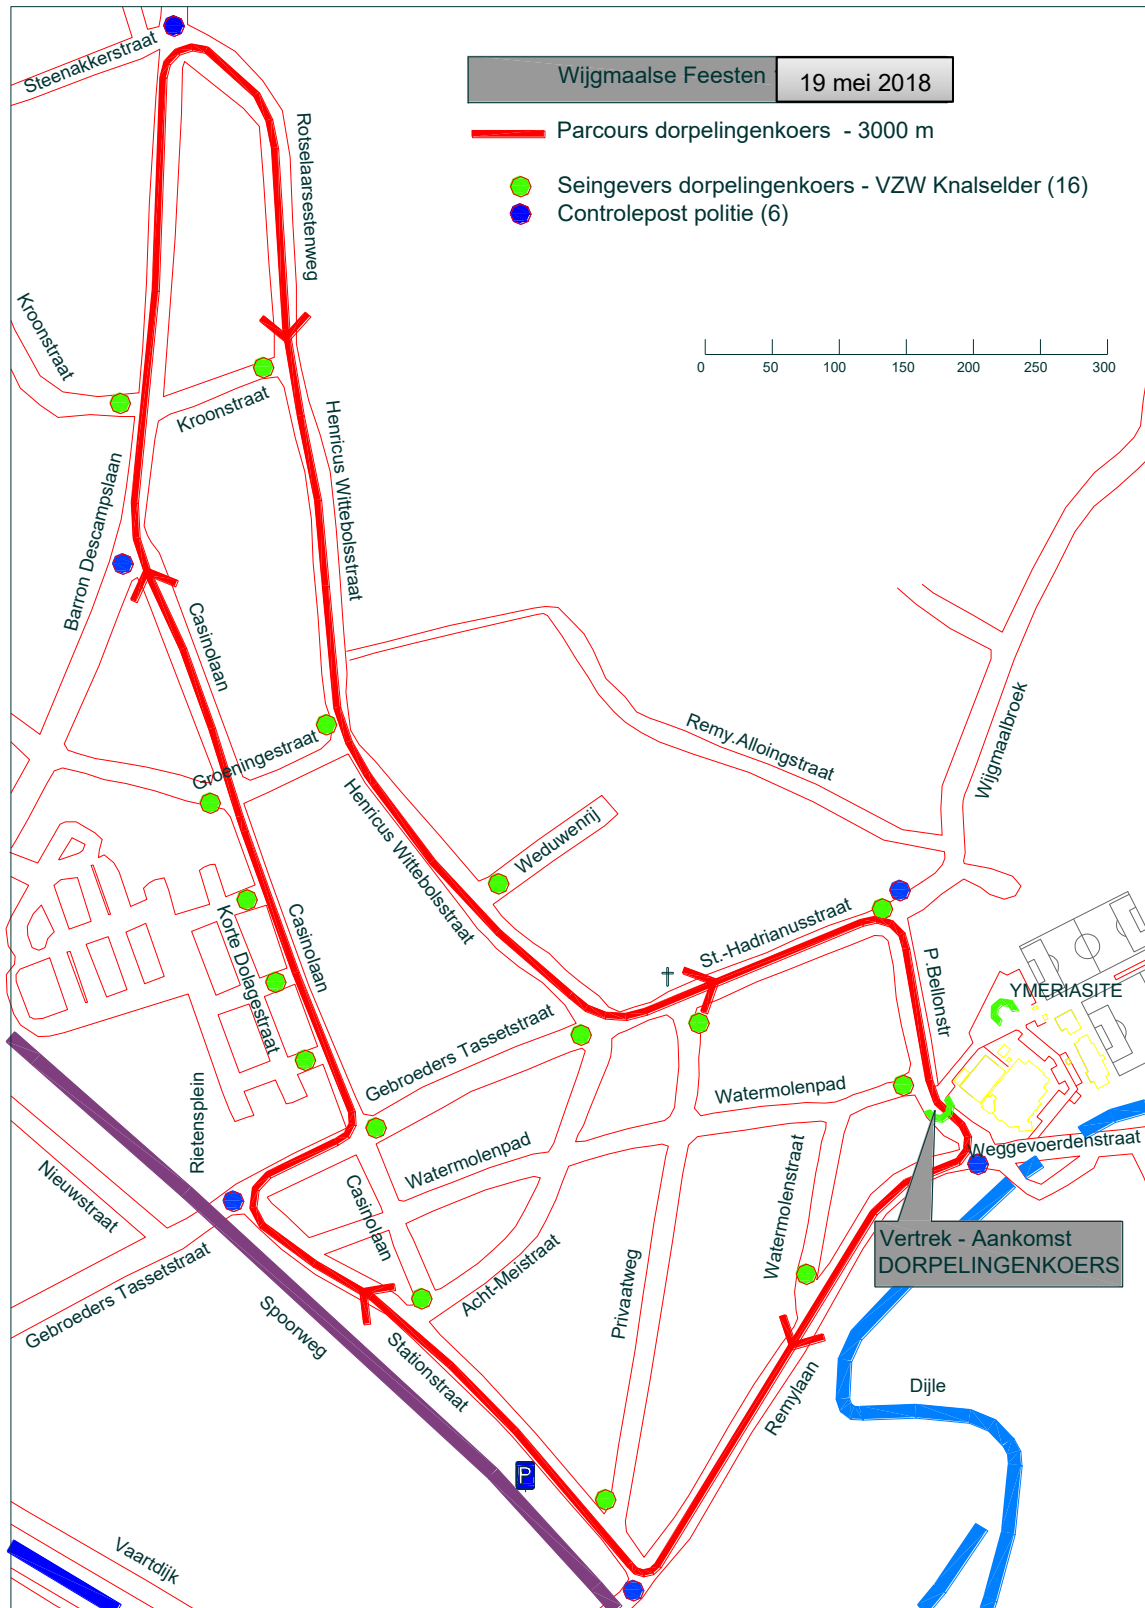 Steenakkerstraat
Wijgmaalse Feesten
19 mei 2018
Parcours dorpelingenkoers - 3000 m
Rotselaarsestenweg
Seingevers dorpelingenkoers - VZW Knalselder (16)
Controlepost politie (6)
Kroonstraat
0 50 100 150 200 250 300
Kroonstraat
Henricus Wittebolsstraat
Barron Descampslaan
Casinolaan
Groeningestraat
Remy.Alloingstraat
Wijgmaalbroek
Henricus Wittebolsstraat
Weduwenrij
Korte Dolagestraat
Casinolaan
St.-Hadrianusstraat
P.Bellonstr
YMERIASITE
Gebroeders Tassetstraat
Watermolenpad
Rietensplein
Nieuwstraat
Watermolenpad
Weggevoerdenstraat
Casinolaan
Watermolenstraat
Gebroeders Tassetstraat
Acht-Meistraat
Vertrek - Aankomst
DORPELINGENKOERS
Spoorweg
Stationstraat
Privaatweg
Remylaan
Dijle
P
Vaartdijk